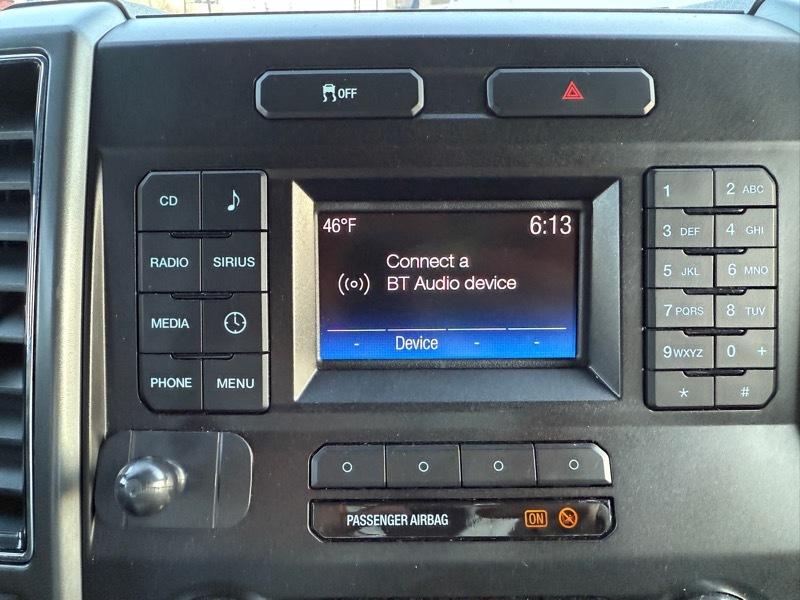 OFF
CD
RADIO SIRIUS
MEDIA
PHONE MENU
46°F 6:13
Connect a
BT Audio device
- Device - -
1 2 ABC
3 DEF 4 GHI
5 JKL 6 MNO
7 PQRS 8 TUV
9 WXYZ 0 +
* #
PASSENGER AIRBAG ON